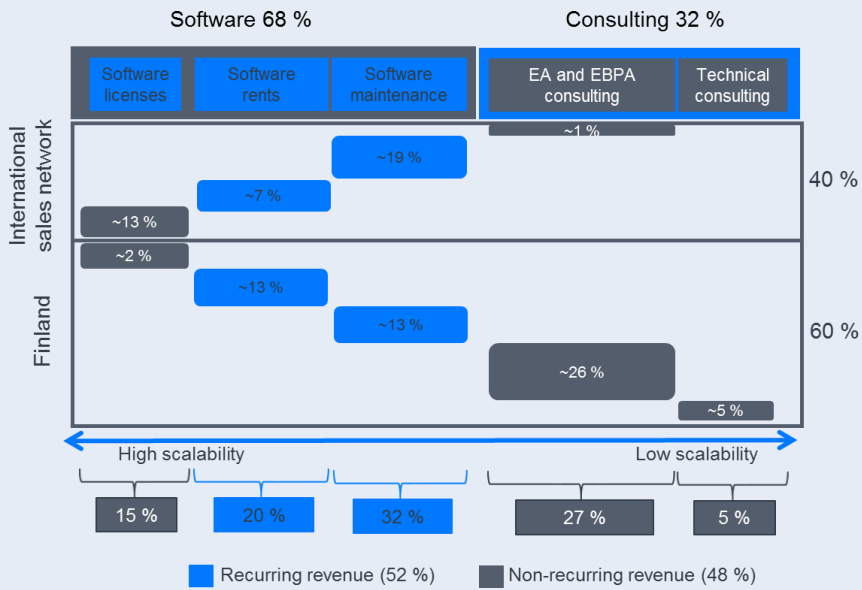 Software 68 %
Consulting 32 %
Software
licenses
Software
rents
Software
maintenance
EA and EBPA
consulting
Technical
consulting
International
sales network
~1 %
~19 %
~7 %
~13 %
40 %
Finland
~2 %
~13 %
~13 %
~26 %
~5 %
60 %
High scalability
Low scalability
15 %
20 %
32 %
27 %
5 %
Recurring revenue (52 %)
Non-recurring revenue (48 %)